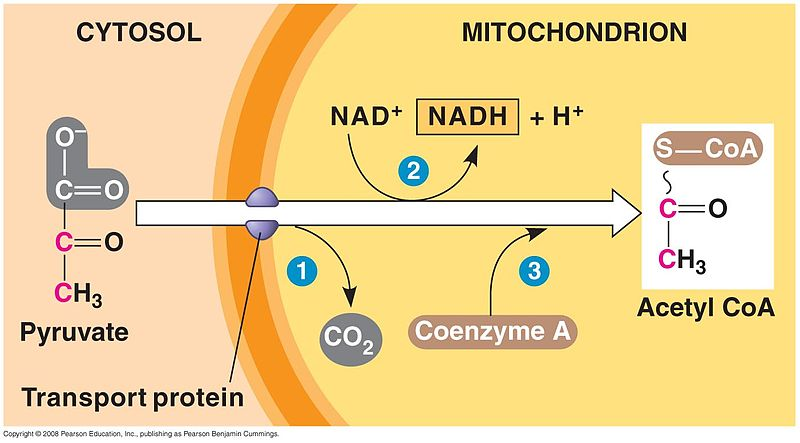 CYTOSOL
MITOCHONDRION
NAD⁺ NADH + H⁺
O⁻
C=O
C=O
CH₃
Pyruvate
2
S—CoA
C=O
CH₃
Acetyl CoA
1
3
CO₂
Coenzyme A
Transport protein
Copyright © 2008 Pearson Education, Inc., publishing as Pearson Benjamin Cummings.